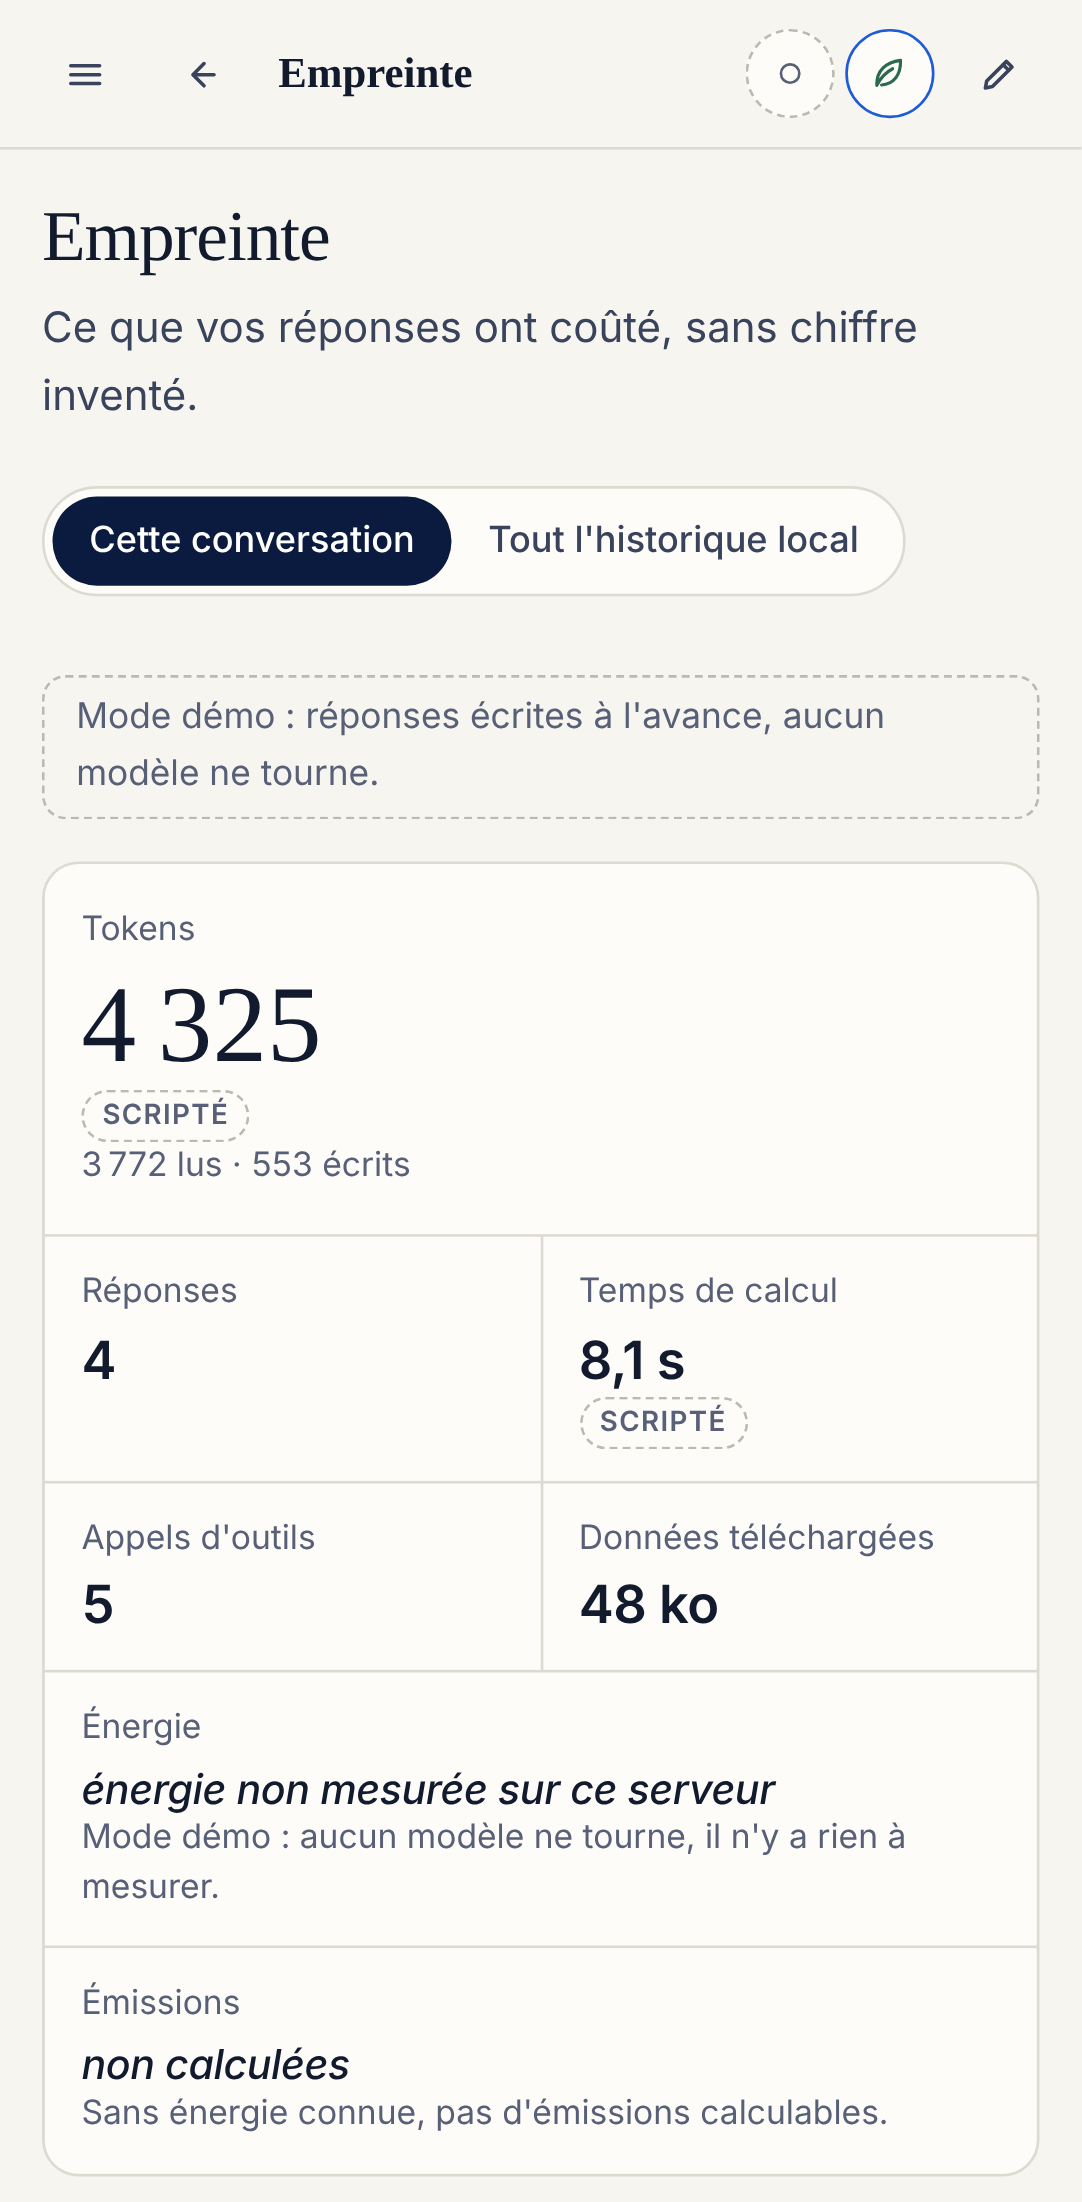 Empreinte
Empreinte
Ce que vos réponses ont coûté, sans chiffre
inventé.
Cette conversation
Tout l'historique local
Mode démo : réponses écrites à l'avance, aucun
modèle ne tourne.
Tokens
4 325
SCRIPTÉ
3 772 lus · 553 écrits
Réponses
4
Temps de calcul
8,1 s
SCRIPTÉ
Appels d'outils
5
Données téléchargées
48 ko
Énergie
énergie non mesurée sur ce serveur
Mode démo : aucun modèle ne tourne, il n'y a rien à
mesurer.
Émissions
non calculées
Sans énergie connue, pas d'émissions calculables.